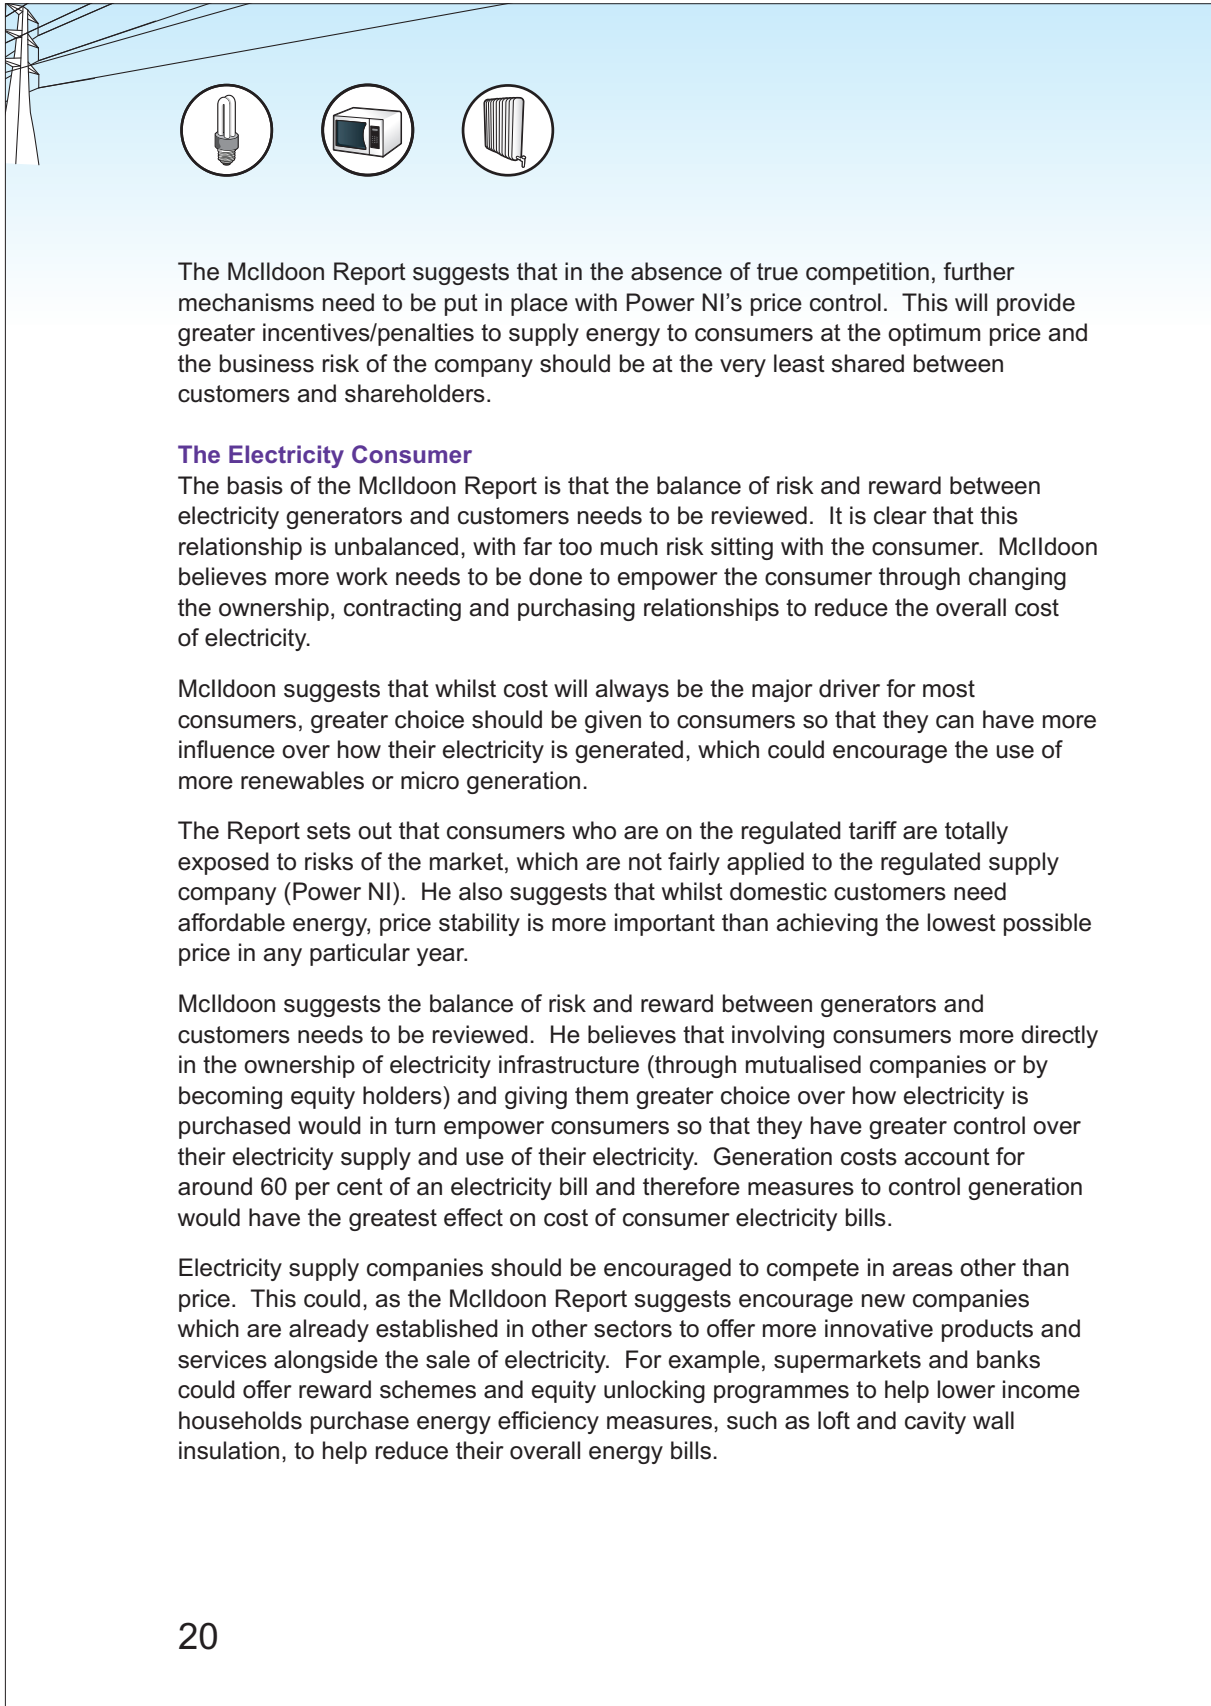 The McIldoon Report suggests that in the absence of true competition, further
mechanisms need to be put in place with Power NI's price control.  This will provide
greater incentives/penalties to supply energy to consumers at the optimum price and
the business risk of the company should be at the very least shared between
customers and shareholders.
The Electricity Consumer
The basis of the McIldoon Report is that the balance of risk and reward between
electricity generators and customers needs to be reviewed.  It is clear that this
relationship is unbalanced, with far too much risk sitting with the consumer.  McIldoon
believes more work needs to be done to empower the consumer through changing
the ownership, contracting and purchasing relationships to reduce the overall cost
of electricity.
McIldoon suggests that whilst cost will always be the major driver for most
consumers, greater choice should be given to consumers so that they can have more
influence over how their electricity is generated, which could encourage the use of
more renewables or micro generation.
The Report sets out that consumers who are on the regulated tariff are totally
exposed to risks of the market, which are not fairly applied to the regulated supply
company (Power NI).  He also suggests that whilst domestic customers need
affordable energy, price stability is more important than achieving the lowest possible
price in any particular year.
McIldoon suggests the balance of risk and reward between generators and
customers needs to be reviewed.  He believes that involving consumers more directly
in the ownership of electricity infrastructure (through mutualised companies or by
becoming equity holders) and giving them greater choice over how electricity is
purchased would in turn empower consumers so that they have greater control over
their electricity supply and use of their electricity.  Generation costs account for
around 60 per cent of an electricity bill and therefore measures to control generation
would have the greatest effect on cost of consumer electricity bills.
Electricity supply companies should be encouraged to compete in areas other than
price.  This could, as the McIldoon Report suggests encourage new companies
which are already established in other sectors to offer more innovative products and
services alongside the sale of electricity.  For example, supermarkets and banks
could offer reward schemes and equity unlocking programmes to help lower income
households purchase energy efficiency measures, such as loft and cavity wall
insulation, to help reduce their overall energy bills.
20